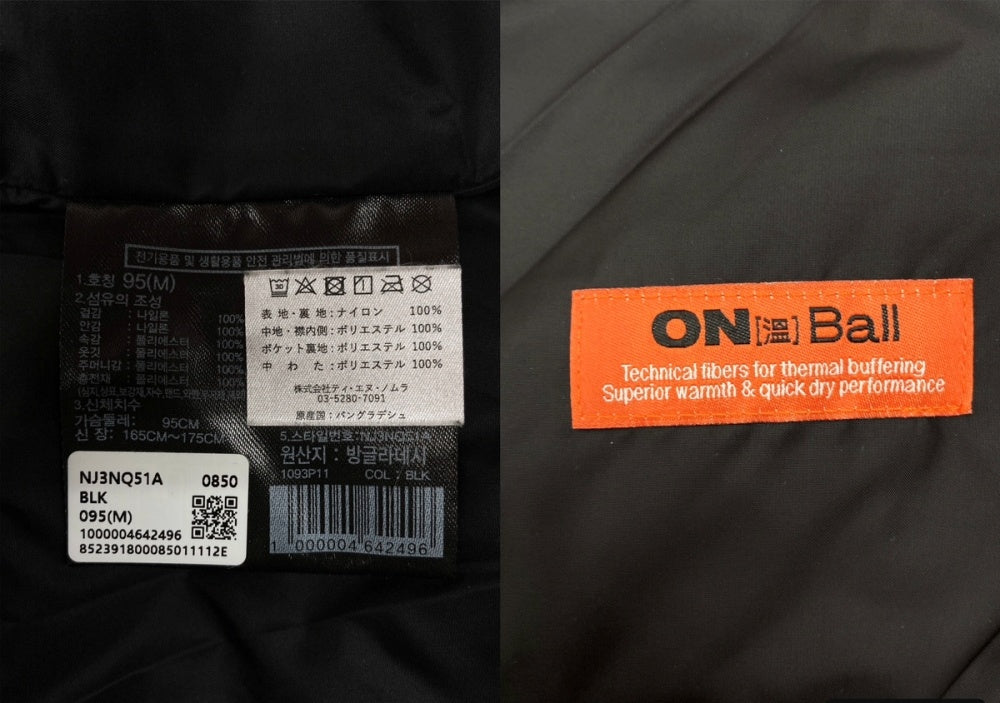 전기용품 및 생활용품 안전 관리법에 의한 품질표시
1.호칭 95(M)
2.섬유의 조성
겉감 : 나일론 100%
안감 : 나일론 100%
속감 : 폴리에스터 100%
옷깃 : 폴리에스터 100%
주머니감 : 폴리에스터 100%
충전재 : 폴리에스터 100%
3.신체치수
가슴둘레 : 95CM
신 장: 165CM~175CM
表地・裏地:ナイロン 100%
中地・襟内側:ポリエステル 100%
ポケット裏地:ポリエステル 100%
中わた:ポリエステル 100%
株式会社ティ・エヌ・ノムラ
03-5280-7091
原産国:バングラデシュ
5.스타일번호:NJ3NQ51A
원산지 : 방글라데시
1093P11 COL : BLK
1 000004 642496
NJ3NQ51A 0850
BLK
095(M)
1000004642496
852391800085011112E
ON[溫]Ball
Technical fibers for thermal buffering
Superior warmth & quick dry performance